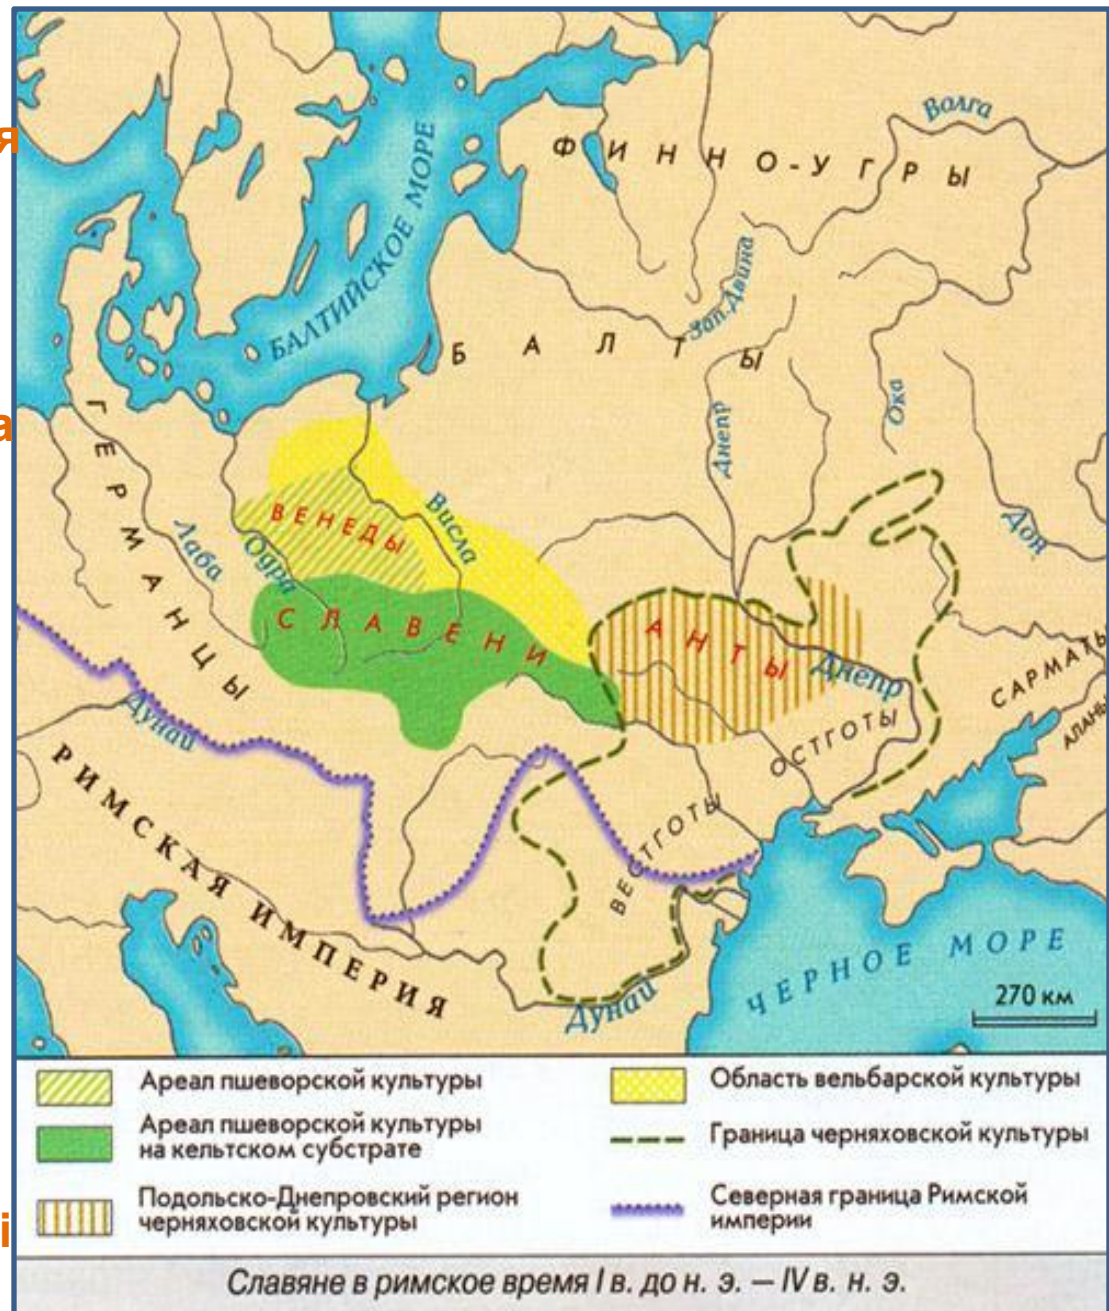 Волга
ФИННО-УГРЫ
БАЛТИЙСКОЕ МОРЕ
Зап. Двина
БАЛТЫ
Ока
Днепр
ГЕРМАНЦЫ
Висла
ВЕНЕДЫ
Дон
Лаба
Одра
СЛАВЕНИ
АНТЫ
Днепр
САРМАТЫ
АЛАНЫ
Дунай
ОСТГОТЫ
РИМСКАЯ ИМПЕРИЯ
ВЕСТГОТЫ
ЧЕРНОЕ МОРЕ
Дунай
270 км
я
а
і
Ареал пшеворской культуры
Ареал пшеворской культуры
на кельтском субстрате
Подольско-Днепровский регион
черняховской культуры
Область вельбарской культуры
Граница черняховской культуры
Северная граница Римской
империи
Славяне в римское время I в. до н. э. — IV в. н. э.